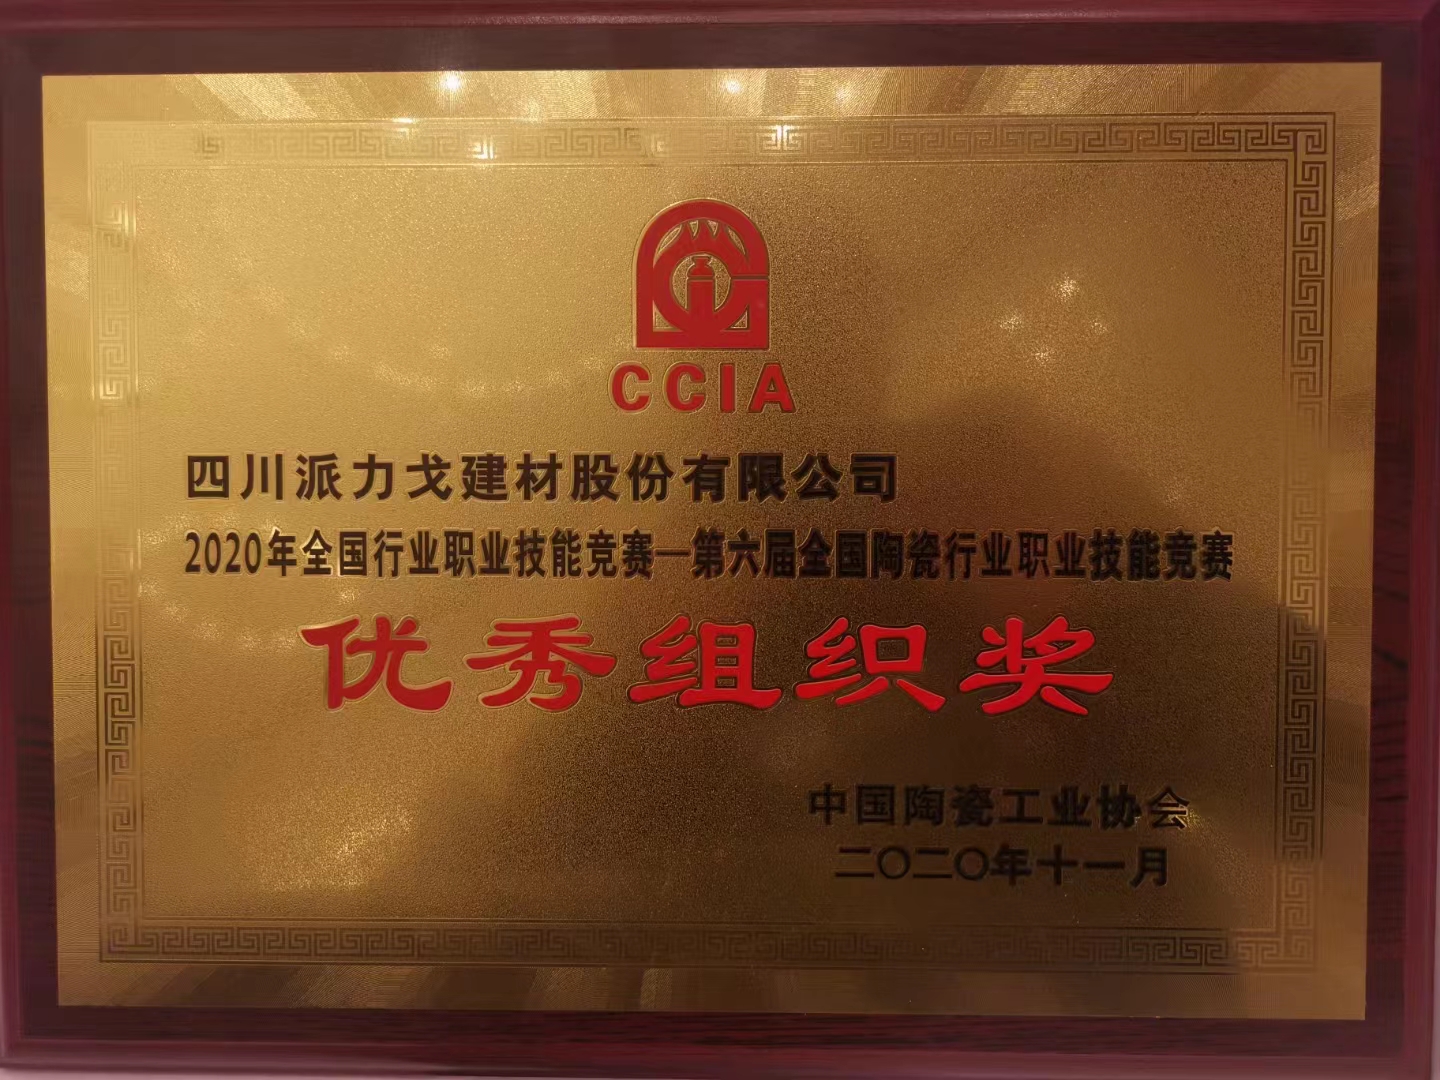 CCIA
四川派力戈建材股份有限公司
2020年全国行业职业技能竞赛—第六届全国陶瓷行业职业技能竞赛
优秀组织奖
中国陶瓷工业协会
二〇二〇年十一月